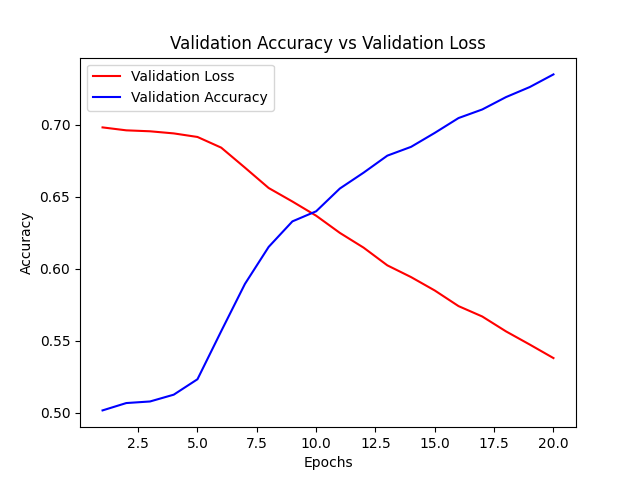 Validation Accuracy vs Validation Loss
Validation Loss
Validation Accuracy
0.70
0.65
0.60
0.55
0.50
Accuracy
2.5 5.0 7.5 10.0 12.5 15.0 17.5 20.0
Epochs